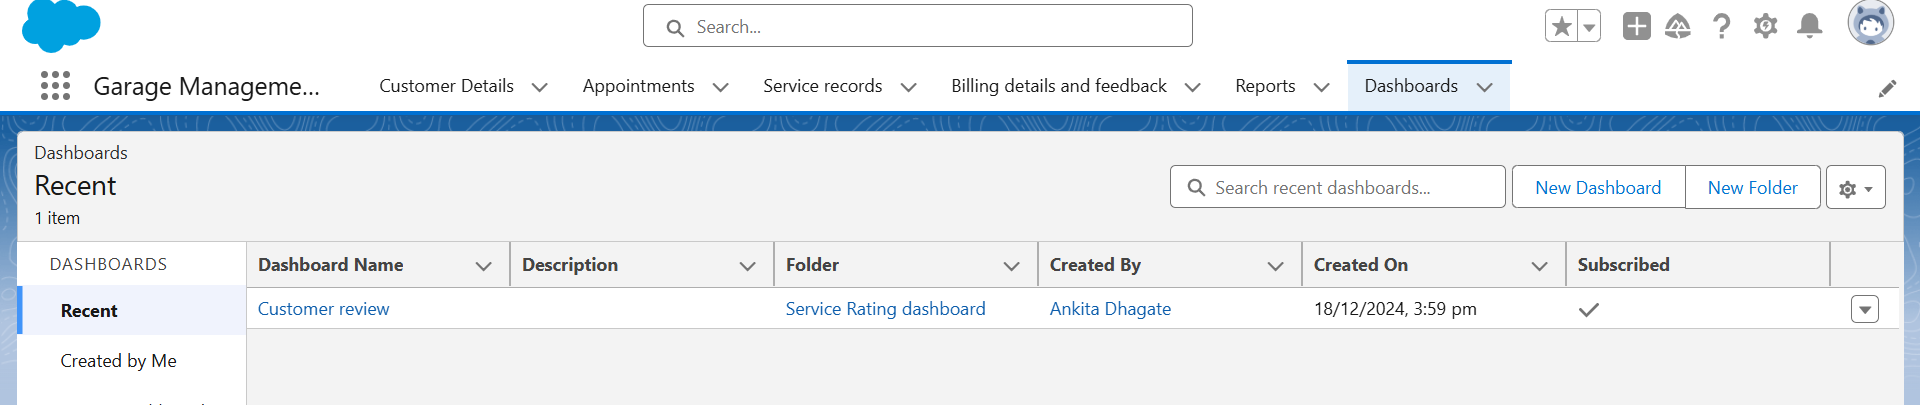 Search...
Garage Manageme...
Customer Details
Appointments
Service records
Billing details and feedback
Reports
Dashboards
Dashboards
Recent
1 item
Search recent dashboards...
New Dashboard
New Folder
DASHBOARDS
Recent
Created by Me
Dashboard Name
Description
Folder
Created By
Created On
Subscribed
Customer review
Service Rating dashboard
Ankita Dhagate
18/12/2024, 3:59 pm